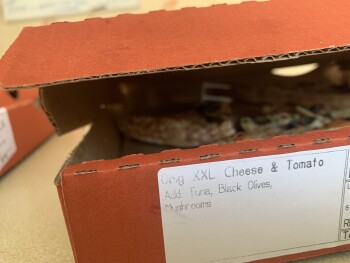 Orig XXL Cheese & Tomato
Add Tuna, Black Olives,
Mushrooms